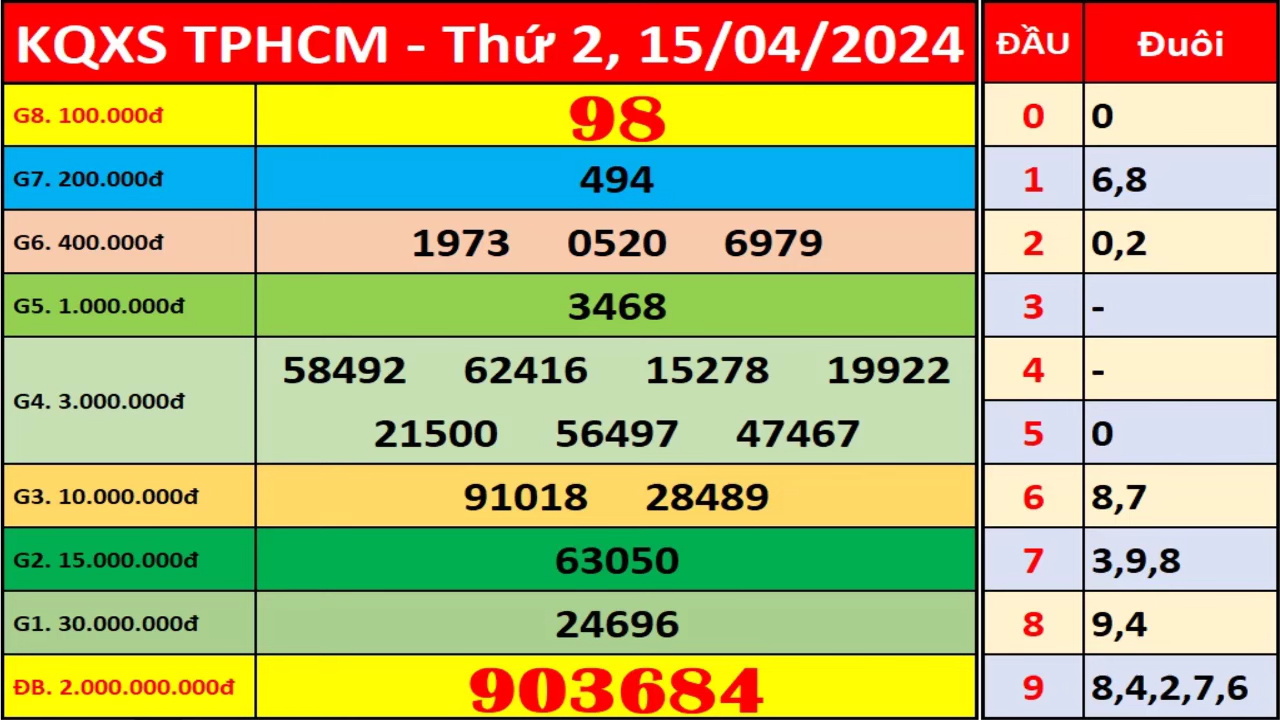 KQXS TPHCM - Thứ 2, 15/04/2024 ĐẦU Đuôi
G8. 100.000đ 98 0 0
G7. 200.000đ 494 1 6,8
G6. 400.000đ 1973 0520 6979 2 0,2
G5. 1.000.000đ 3468 3 -
58492 62416 15278 19922 4 -
G4. 3.000.000đ
21500 56497 47467 5 0
G3. 10.000.000đ 91018 28489 6 8,7
G2. 15.000.000đ 63050 7 3,9,8
G1. 30.000.000đ 24696 8 9,4
ĐB. 2.000.000.000đ 903684 9 8,4,2,7,6